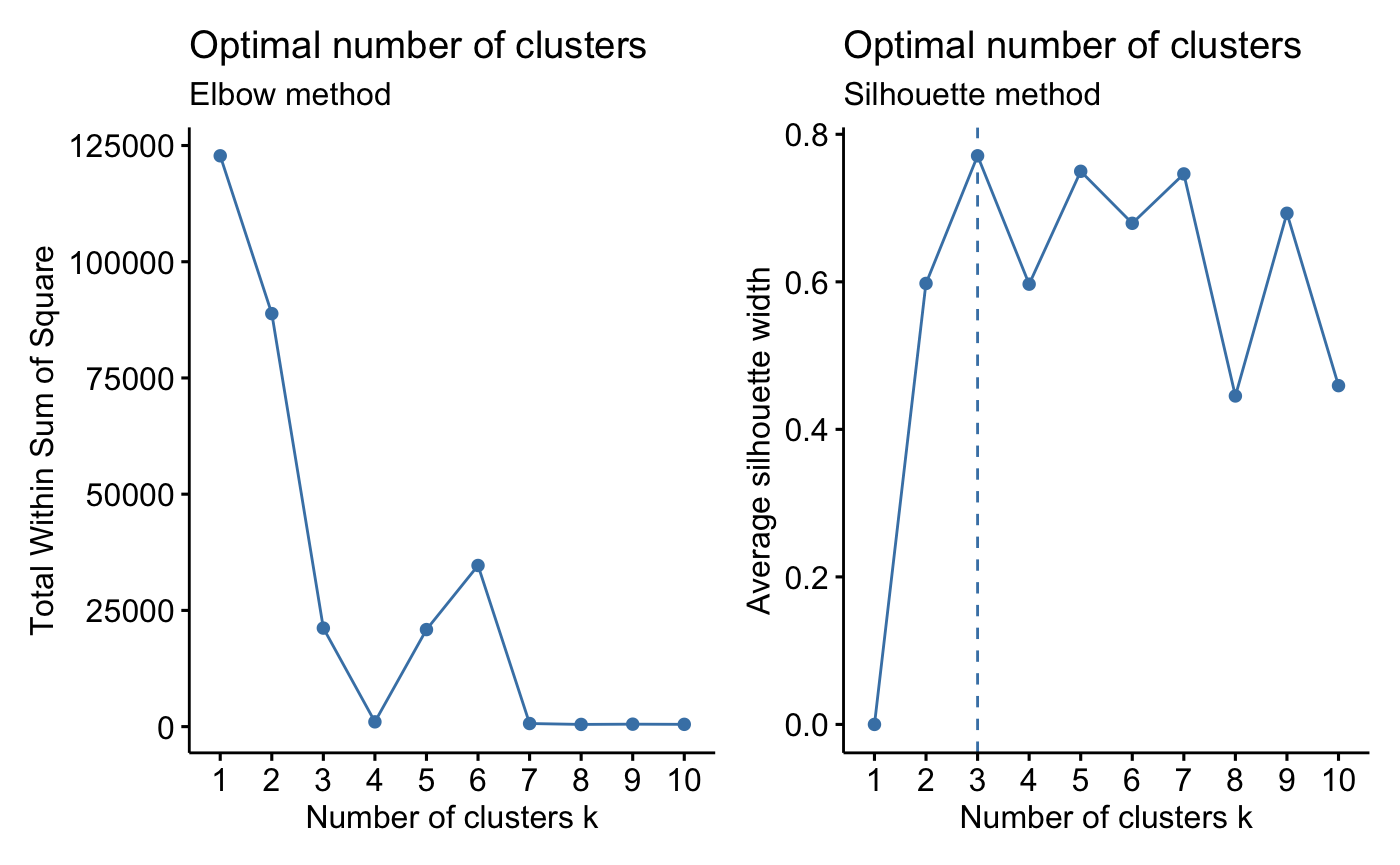 Optimal number of clusters
Elbow method
125000
100000
75000
50000
25000
0
Total Within Sum of Square
1 2 3 4 5 6 7 8 9 10
Number of clusters k
Optimal number of clusters
Silhouette method
0.8
0.6
0.4
0.2
0.0
Average silhouette width
1 2 3 4 5 6 7 8 9 10
Number of clusters k